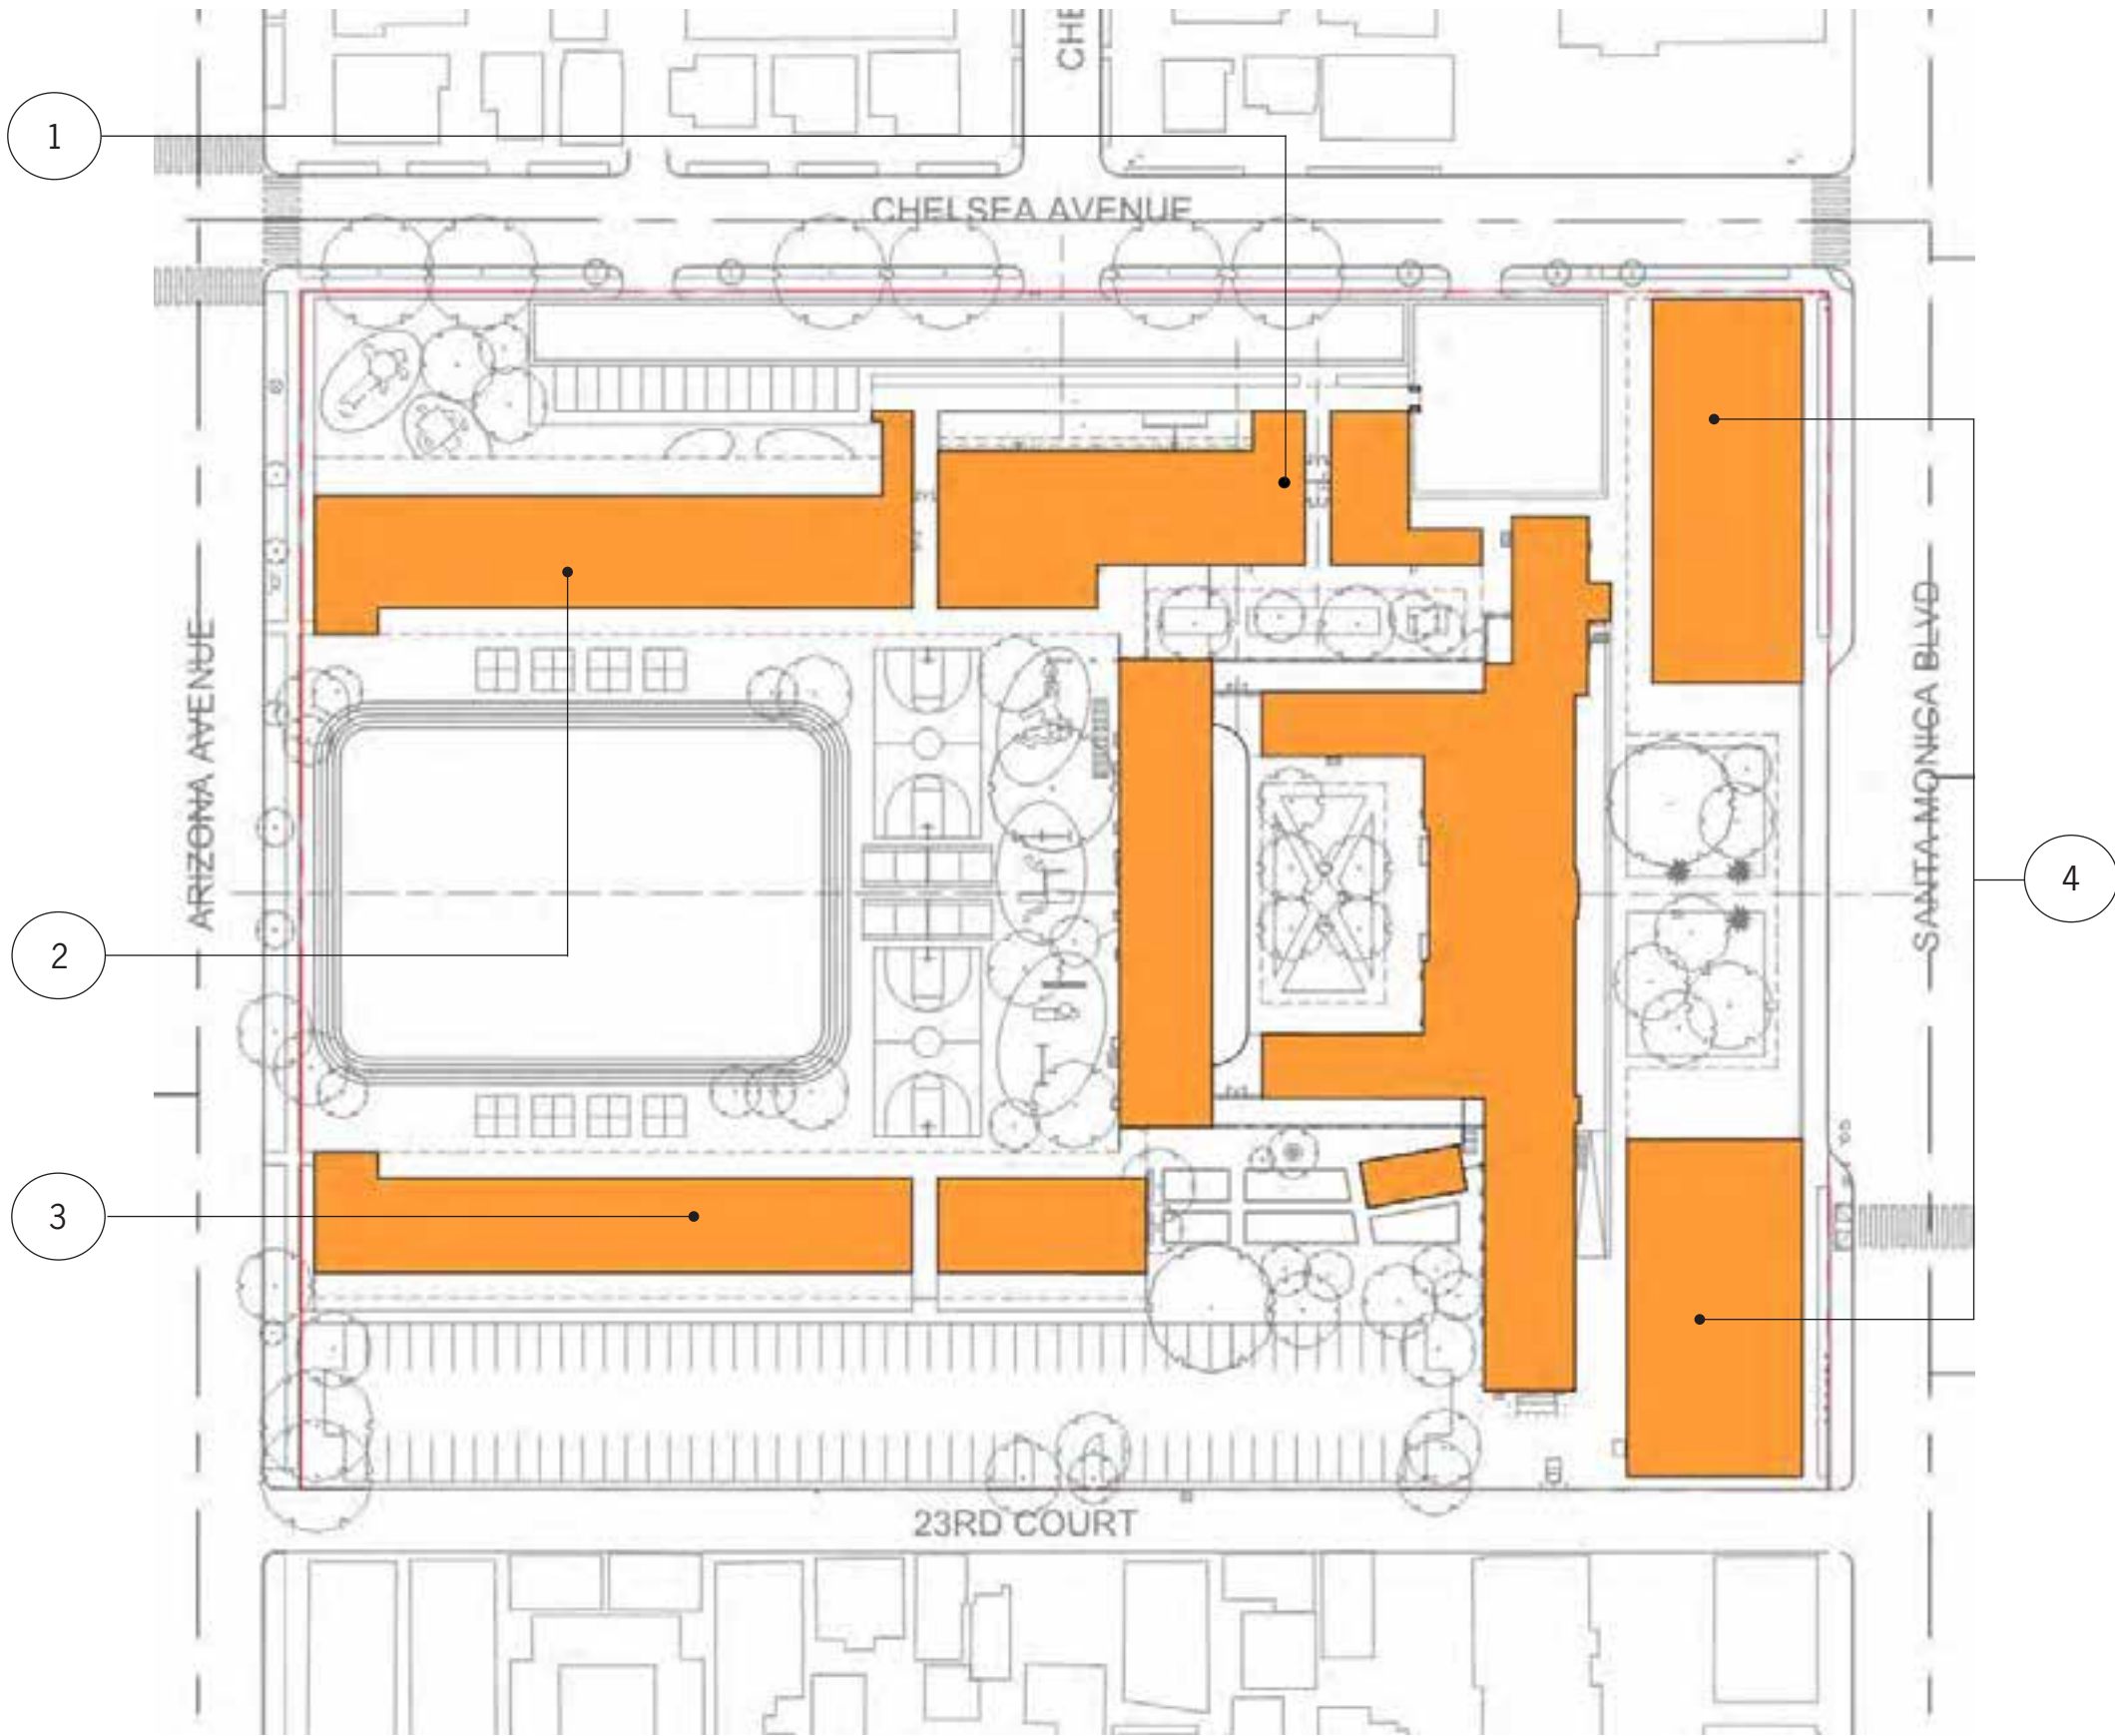 CHE
1
CHELSEA AVENUE
ARIZONA AVENUE
SANTA MONICA BLVD
4
2
3
23RD COURT